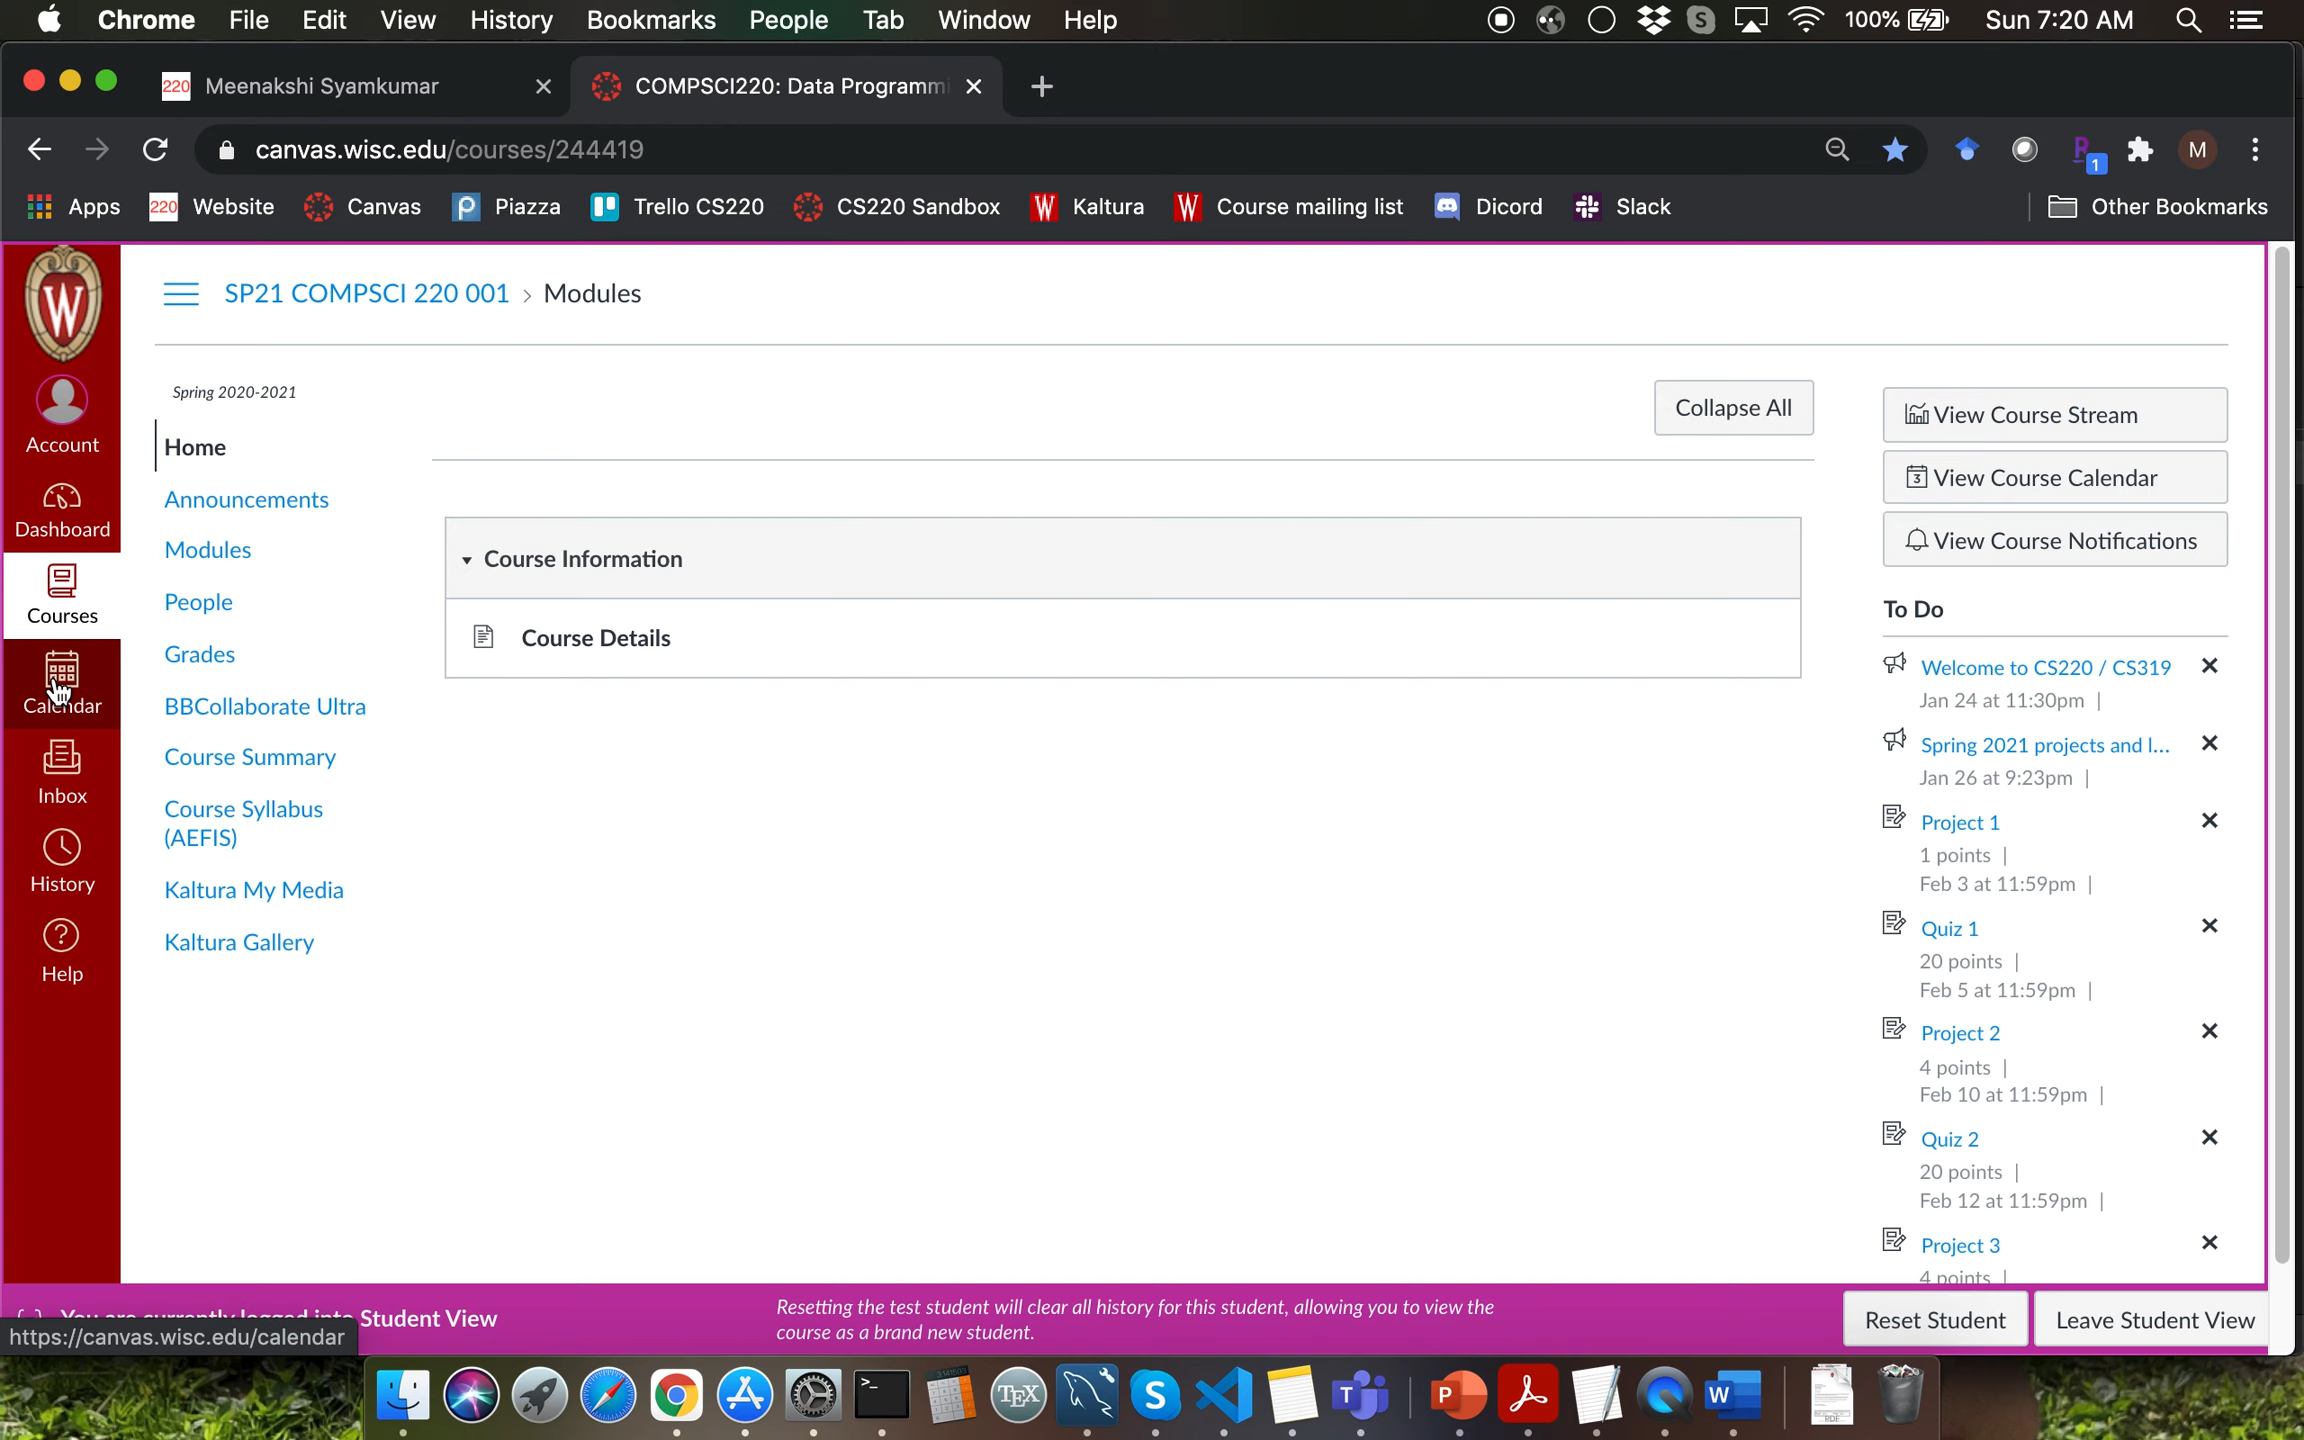 Chrome File Edit View History Bookmarks People Tab Window Help 100% Sun 7:20 AM
220 Meenakshi Syamkumar COMPSCI220: Data Programmi
canvas.wisc.edu/courses/244419 1 M
Apps 220 Website Canvas Piazza Trello CS220 CS220 Sandbox Kaltura Course mailing list Dicord Slack Other Bookmarks
SP21 COMPSCI 220 001 > Modules
Account
Dashboard
Courses
Calendar
Inbox
History
Help
Spring 2020-2021
Home
Announcements
Modules
People
Grades
BBCollaborate Ultra
Course Summary
Course Syllabus
(AEFIS)
Kaltura My Media
Kaltura Gallery
Collapse All
Course Information
Course Details
View Course Stream
View Course Calendar
View Course Notifications
To Do
Welcome to CS220 / CS319
Jan 24 at 11:30pm |
Spring 2021 projects and l...
Jan 26 at 9:23pm |
Project 1
1 points |
Feb 3 at 11:59pm |
Quiz 1
20 points |
Feb 5 at 11:59pm |
Project 2
4 points |
Feb 10 at 11:59pm |
Quiz 2
20 points |
Feb 12 at 11:59pm |
Project 3
4 points |
You are currently logged into Student View
https://canvas.wisc.edu/calendar
Resetting the test student will clear all history for this student, allowing you to view the
course as a brand new student.
Reset Student
Leave Student View